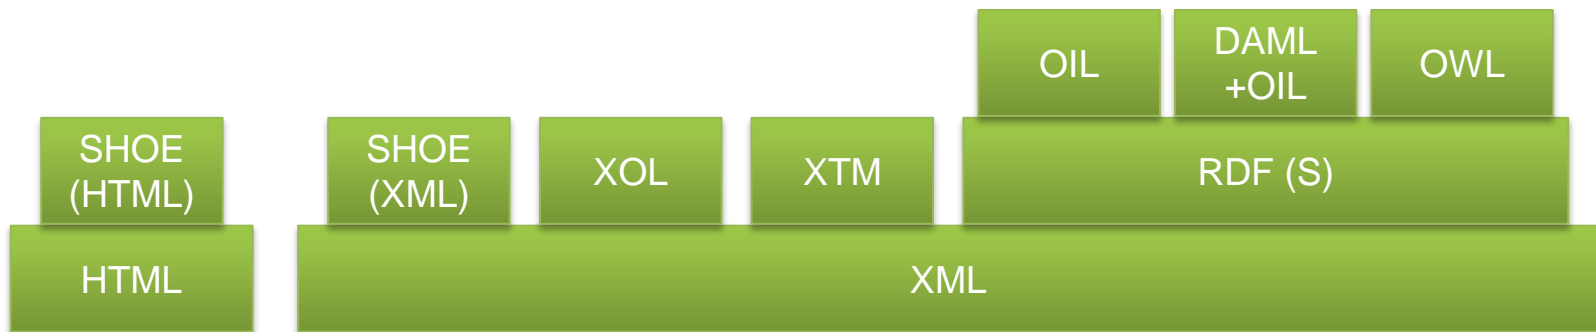 OIL
DAML
+OIL
OWL
SHOE
(HTML)
SHOE
(XML)
XOL
XTM
RDF (S)
HTML
XML